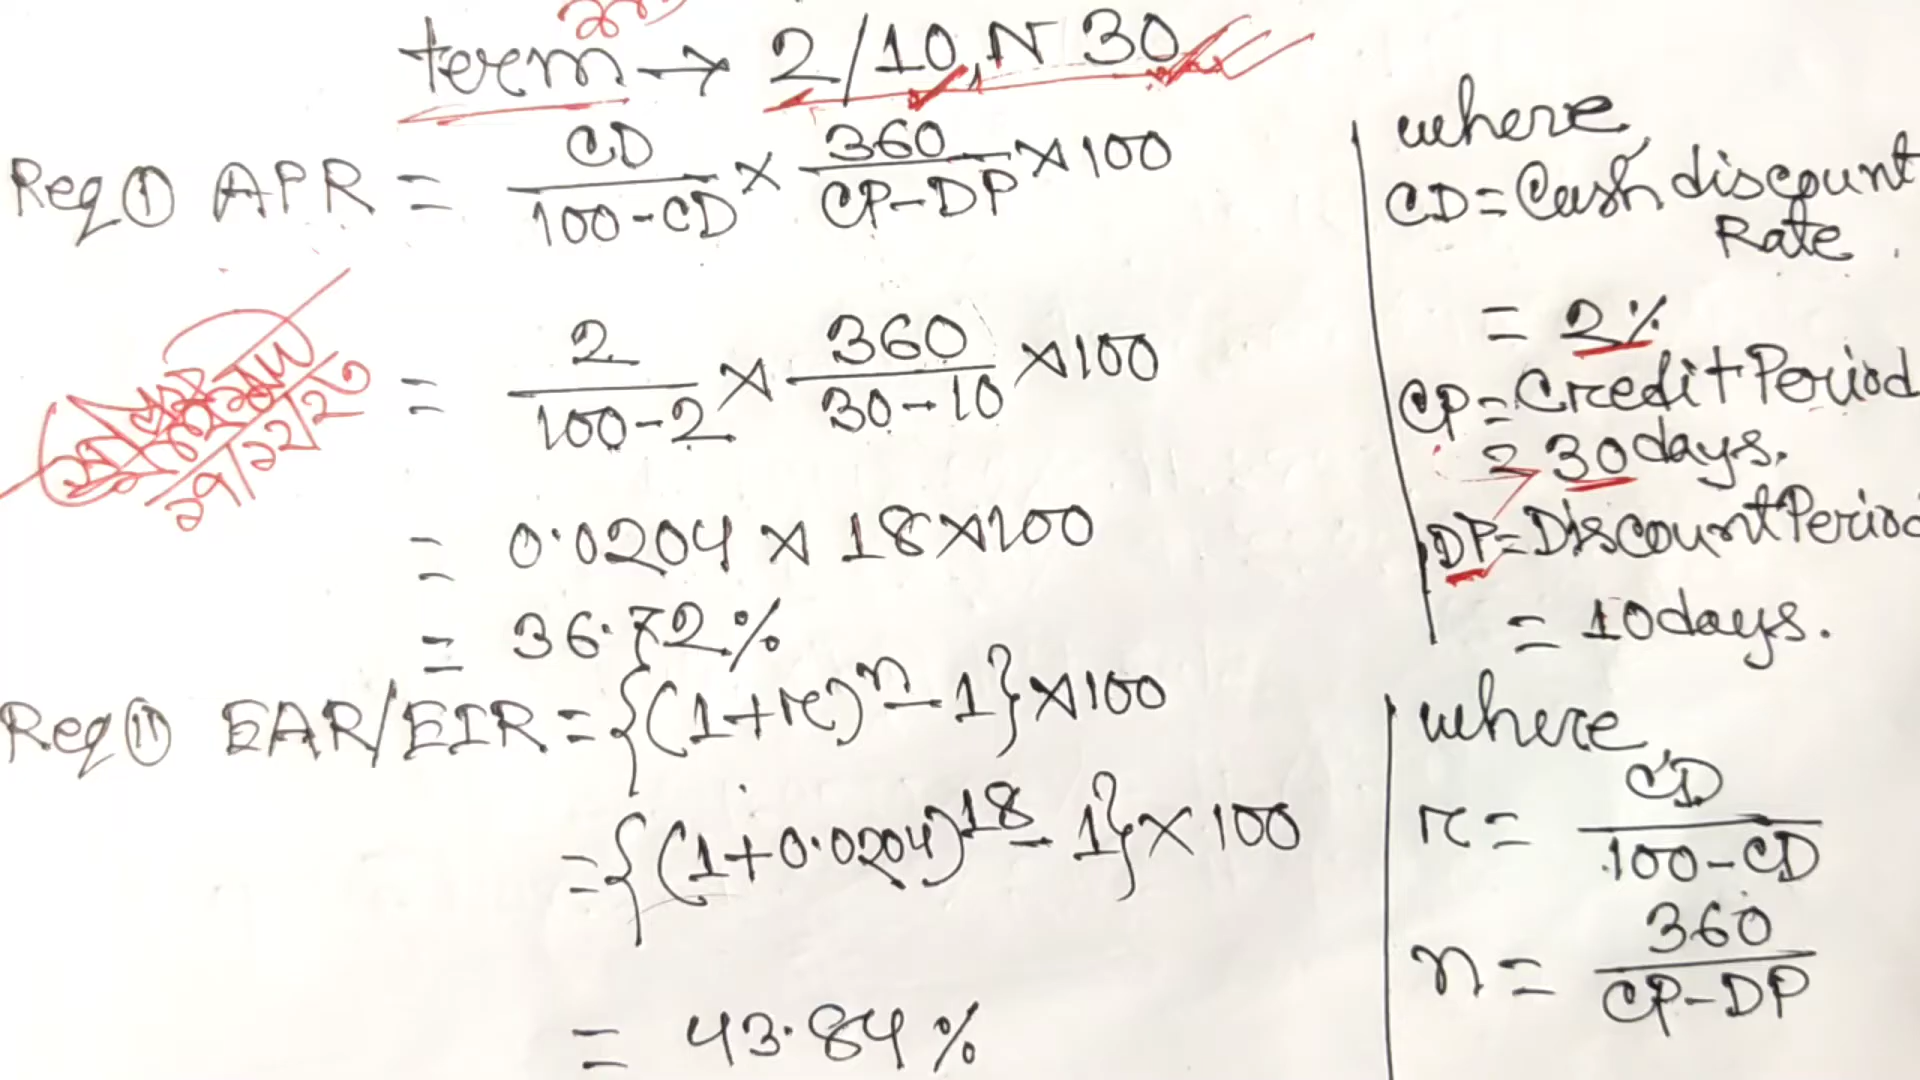 term → 2/10, N 30
Req ① APR = CD/100-CD × 360/CP-DP × 100
= 2/100-2 × 360/30-10 × 100
= 0.0204 × 18 × 100
= 36.72%
where,
CD = Cash discount
Rate
= 2%
CP = Credit Period
= 30 days.
DP = Discount Period
= 10 days.
Req ⑪ EAR/EIR = {(1+r)^n - 1} × 100
= {(1+0.0204)^18 - 1} × 100
= 43.84%
where,
r = CD/100-CD
n = 360/CP-DP